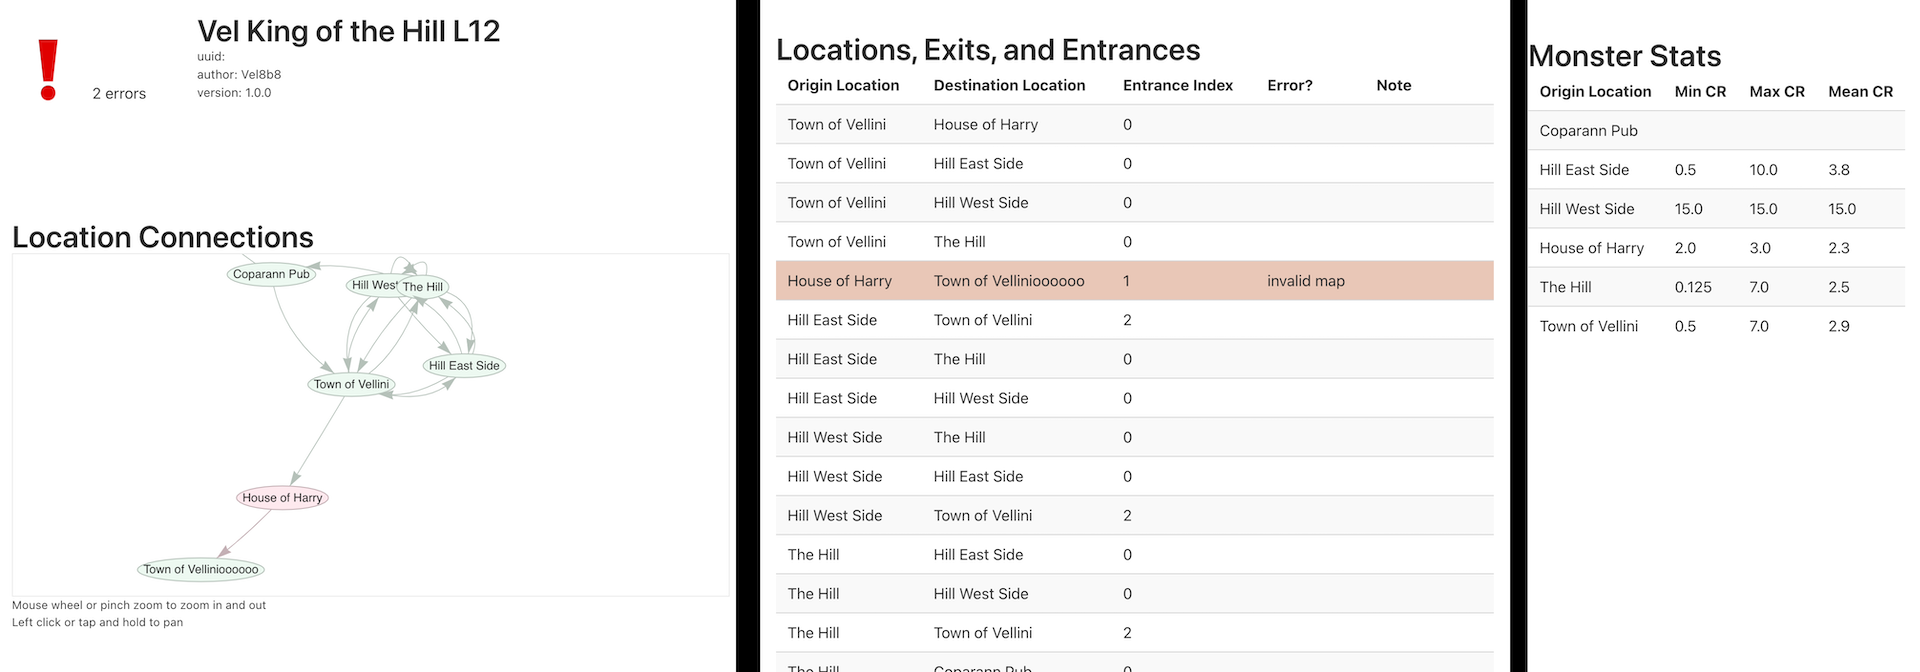 Vel King of the Hill L12
uuid:
author: Vel8b8
version: 1.0.0
2 errors
Location Connections
Coparann Pub
Hill West
The Hill
Hill East Side
Town of Vellini
House of Harry
Town of Vellinioooooo
Mouse wheel or pinch zoom to zoom in and out
Left click or tap and hold to pan
Locations, Exits, and Entrances
Origin Location Destination Location Entrance Index Error? Note
Town of Vellini House of Harry 0
Town of Vellini Hill East Side 0
Town of Vellini Hill West Side 0
Town of Vellini The Hill 0
House of Harry Town of Vellinioooooo 1 invalid map
Hill East Side Town of Vellini 2
Hill East Side The Hill 0
Hill East Side Hill West Side 0
Hill West Side The Hill 0
Hill West Side Hill East Side 0
Hill West Side Town of Vellini 2
The Hill Hill East Side 0
The Hill Hill West Side 0
The Hill Town of Vellini 2
The Hill Coparann Pub 0
Monster Stats
Origin Location Min CR Max CR Mean CR
Coparann Pub
Hill East Side 0.5 10.0 3.8
Hill West Side 15.0 15.0 15.0
House of Harry 2.0 3.0 2.3
The Hill 0.125 7.0 2.5
Town of Vellini 0.5 7.0 2.9